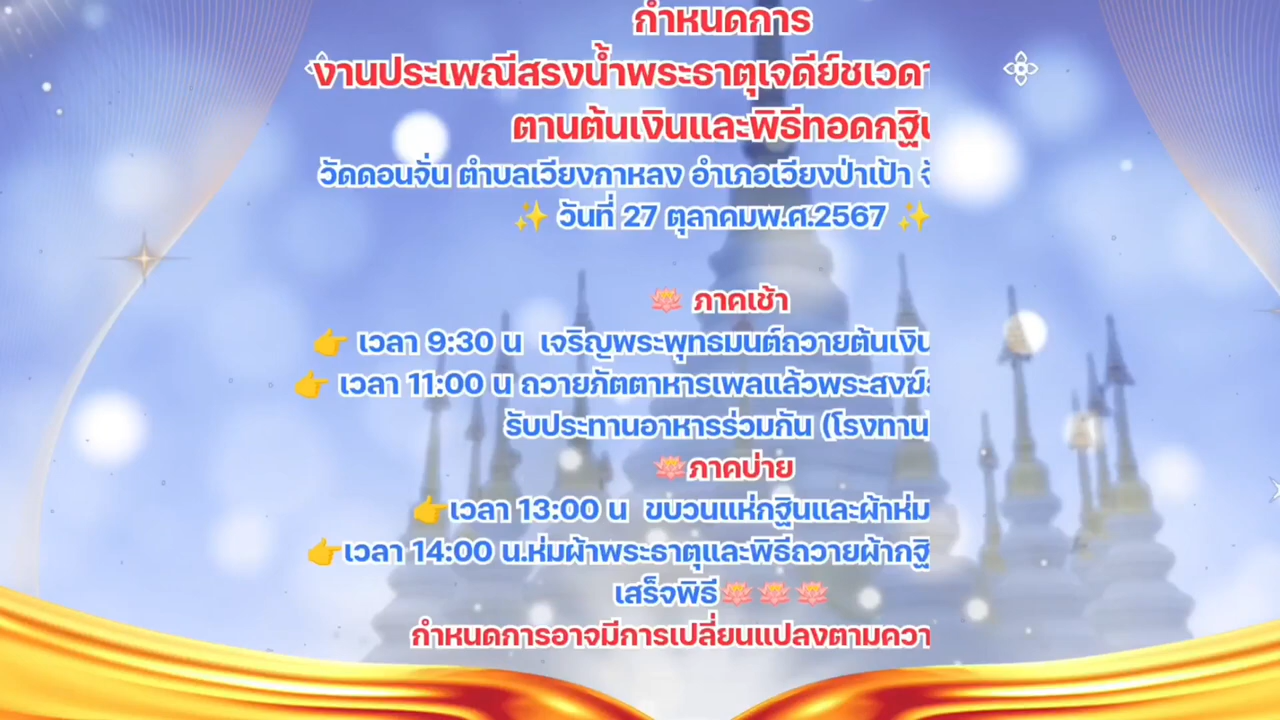 กำหนดการ
งานประเพณีสรงน้ำพระธาตุเจดีย์ชเวดา
ตานต้นเงินและพิธีทอดกฐิน
วัดดอนจั่น ตำบลเวียงกาหลง อำเภอเวียงป่าเป้า
✨ วันที่ 27 ตุลาคมพ.ศ.2567 ✨
🪷 ภาคเช้า
👉 เวลา 9:30 น เจริญพระพุทธมนต์ถวายต้นเงิน
👉 เวลา 11:00 น ถวายภัตตาหารเพลแล้วพระสงฆ์
รับประทานอาหารร่วมกัน (โรงทาน
🪷ภาคบ่าย
👉เวลา 13:00 น ขบวนแห่กฐินและผ้าห่ม
👉เวลา 14:00 น.ห่มผ้าพระธาตุและพิธีถวายผ้ากฐิ
เสร็จพิธี🪷🪷🪷
กำหนดการอาจมีการเปลี่ยนแปลงตามควา